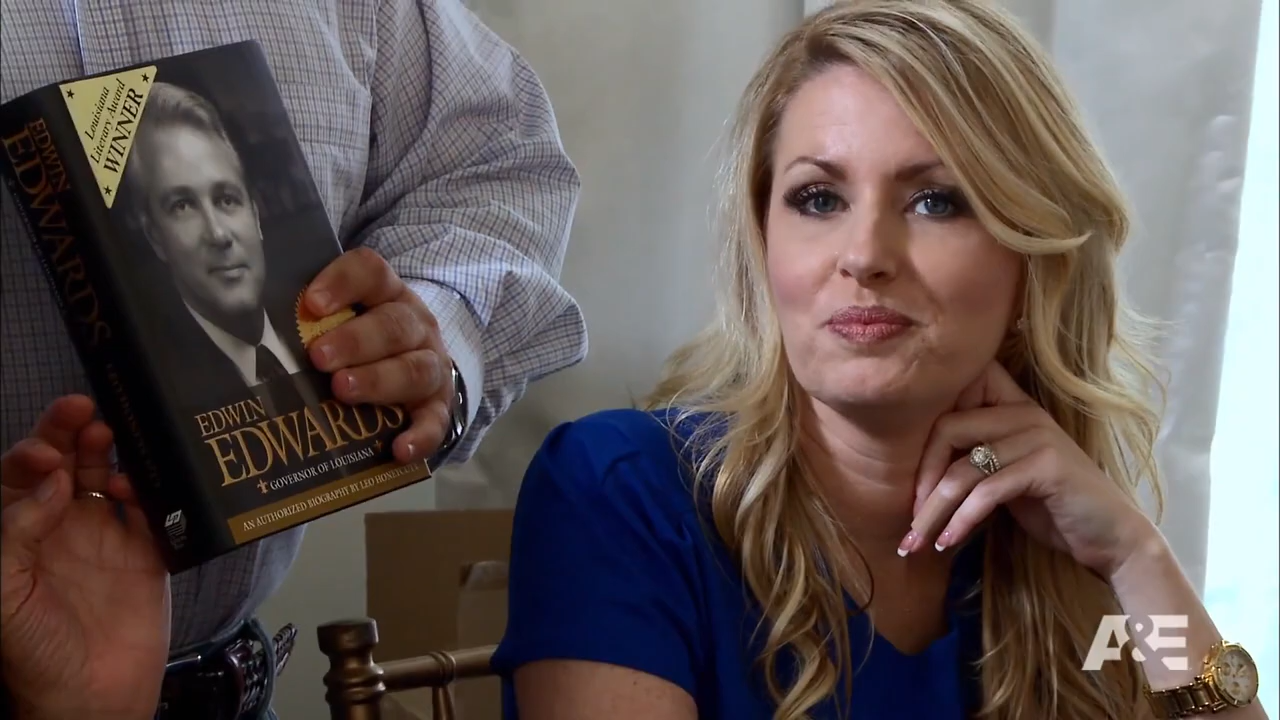 Louisiana
Literary Award
WINNER
EDWIN
EDWARDS
EDWIN
EDWARDS
GOVERNOR OF LOUISIANA
AN AUTHORIZED BIOGRAPHY BY LEO HONEYCUTT
A&E